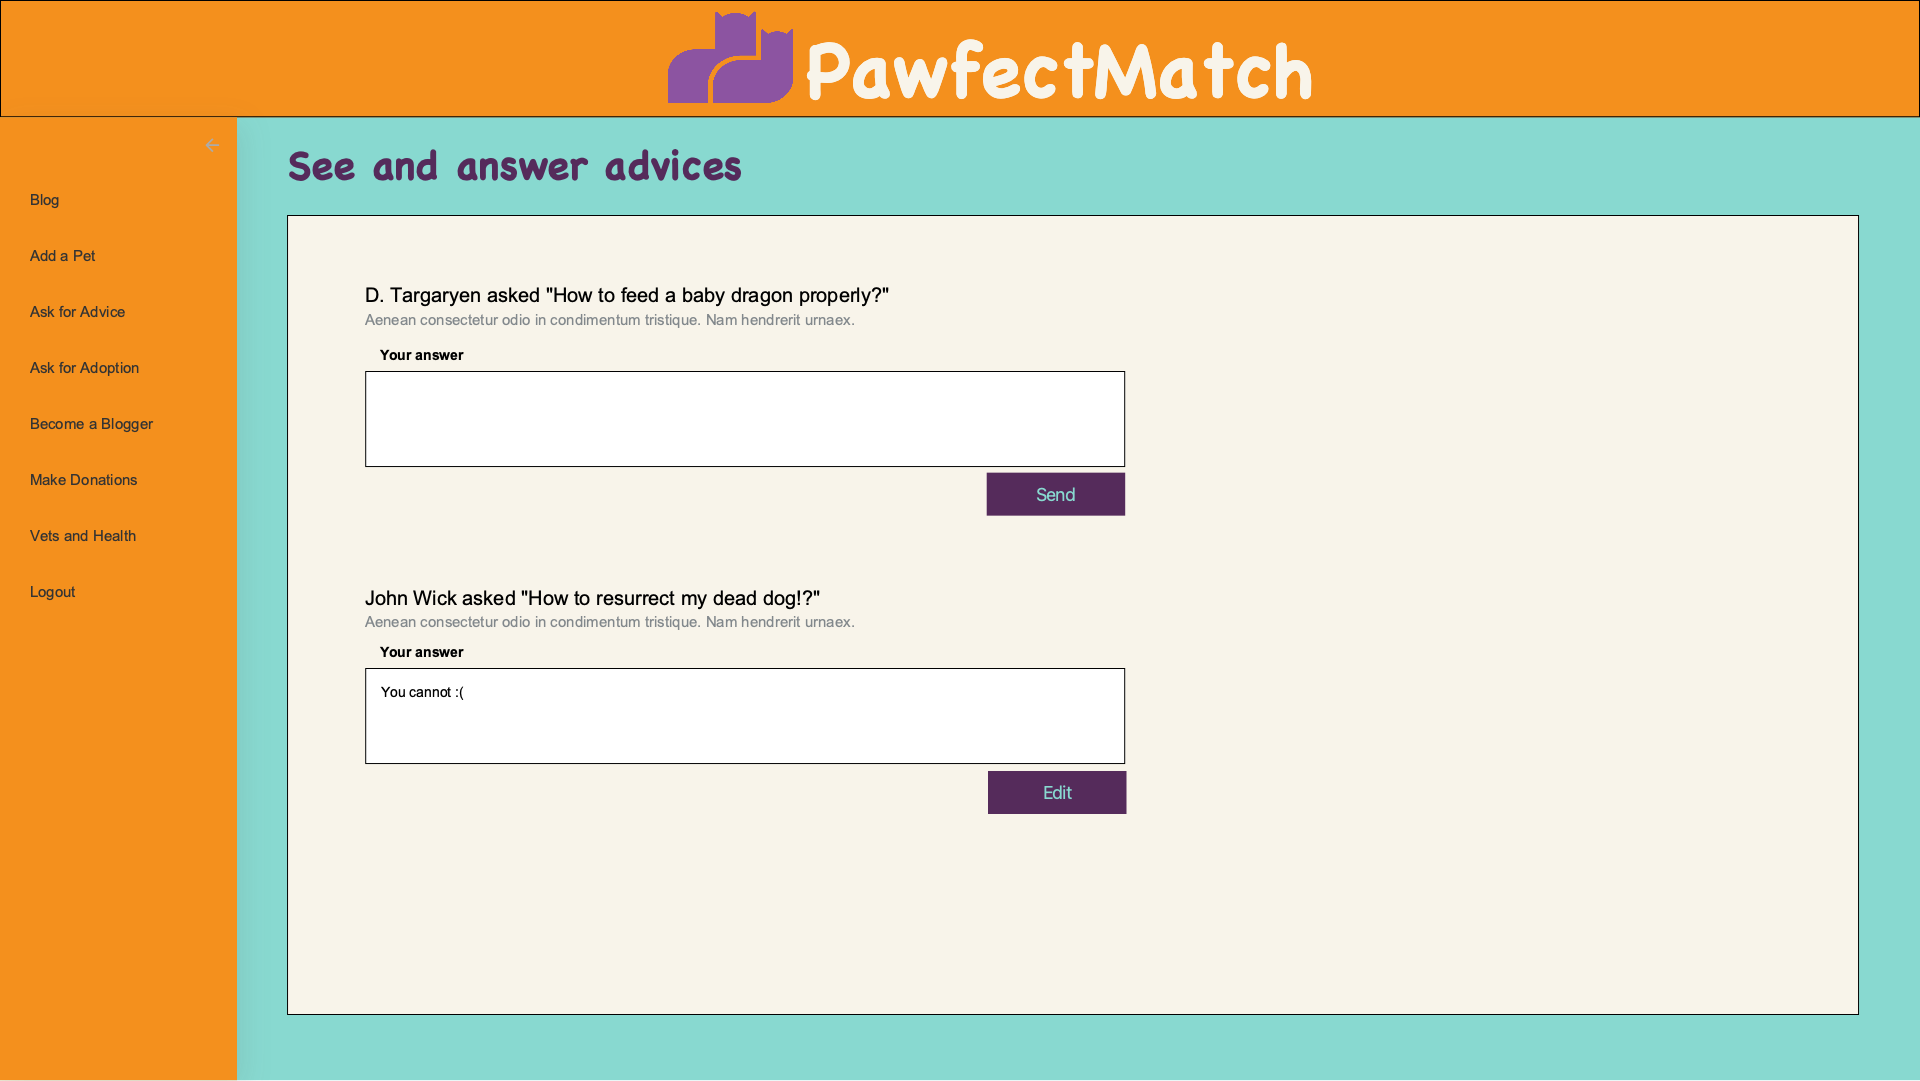 PawfectMatch
See and answer advices
Blog
Add a Pet
Ask for Advice
Ask for Adoption
Become a Blogger
Make Donations
Vets and Health
Logout
D. Targaryen asked "How to feed a baby dragon properly?"
Aenean consectetur odio in condimentum tristique. Nam hendrerit urnaex.
Your answer
Send
John Wick asked "How to resurrect my dead dog!?"
Aenean consectetur odio in condimentum tristique. Nam hendrerit urnaex.
Your answer
You cannot :(
Edit